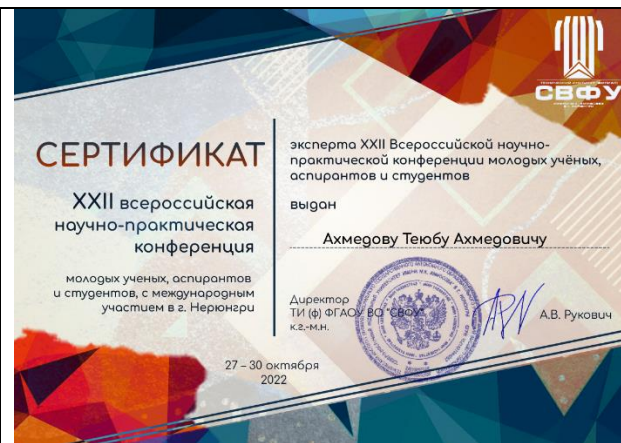 СВФУ
СЕРТИФИКАТ
XXII всероссийская
научно-практическая
конференция
молодых ученых, аспирантов
и студентов, с международным
участием в г. Нерюнгри
27 – 30 октября
2022
эксперта XXII Всероссийской научно-
практической конференции молодых учёных,
аспирантов и студентов
выдан
Ахмедову Теюбу Ахмедовичу
Директор
ТИ (ф) ФГАОУ ВО "СВФУ"
к.г.-м.н.
А.В. Рукович